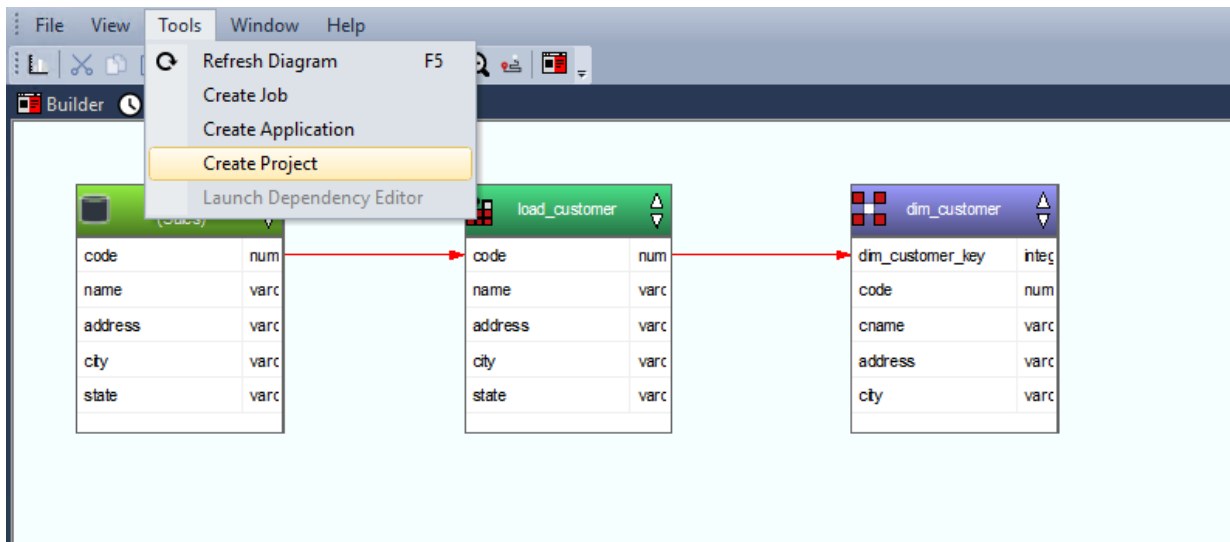 File View Tools Window Help
Refresh Diagram F5
Create Job
Builder
Create Application
Create Project
Launch Dependency Editor
(Sales)
code num
name varc
address varc
city varc
state varc
load_customer
code num
name varc
address varc
city varc
state varc
dim_customer
dim_customer_key integ
code num
cname varc
address varc
city varc